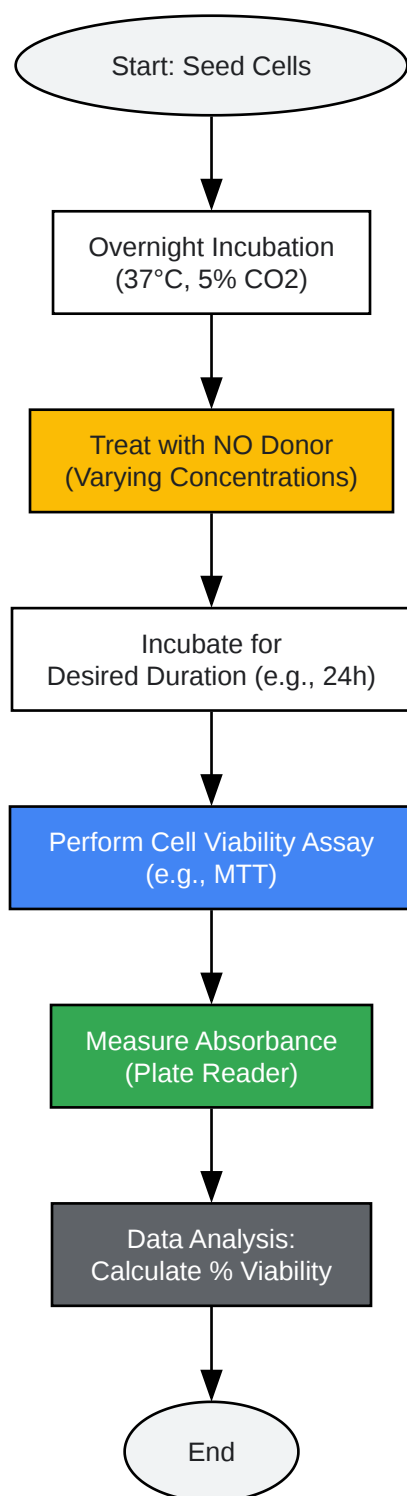 Start: Seed Cells
Overnight Incubation
(37°C, 5% CO2)
Treat with NO Donor
(Varying Concentrations)
Incubate for
Desired Duration (e.g., 24h)
Perform Cell Viability Assay
(e.g., MTT)
Measure Absorbance
(Plate Reader)
Data Analysis:
Calculate % Viability
End